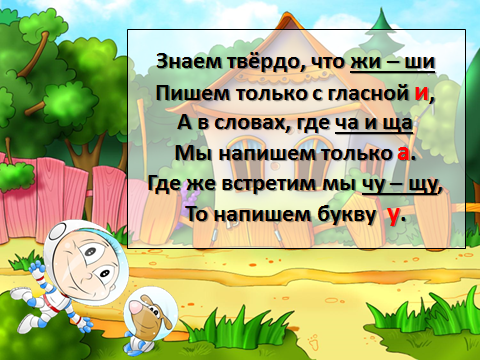 Знаем твёрдо, что жи – ши
Пишем только с гласной и,
А в словах, где ча и ща
Мы напишем только а.
Где же встретим мы чу – щу,
То напишем букву у.